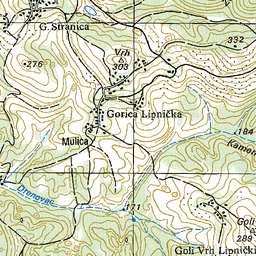 G. Stranica
Vrh
303
332
276
Gorica Lipnička
184
Mulica
Kamen
Drenovac
171
Goli
289
Goli Vrh Lipnički